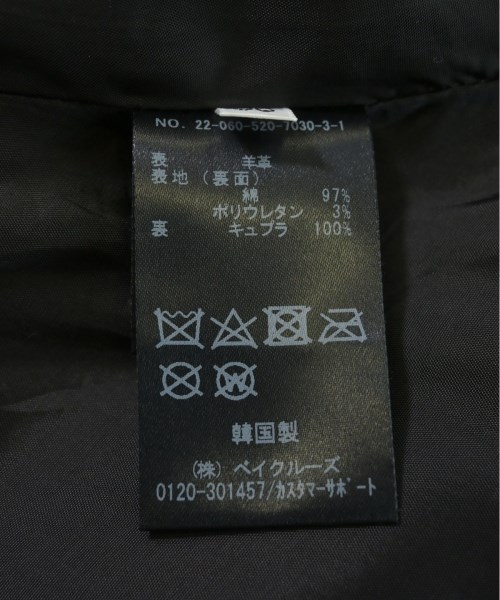 NO. 22-060-520-7030-3-1
表 羊革
表地(裏面)
綿 97%
ポリウレタン 3%
裏 キュプラ 100%
韓国製
(株) ベイクルーズ
0120-301457/カスタマーサポート